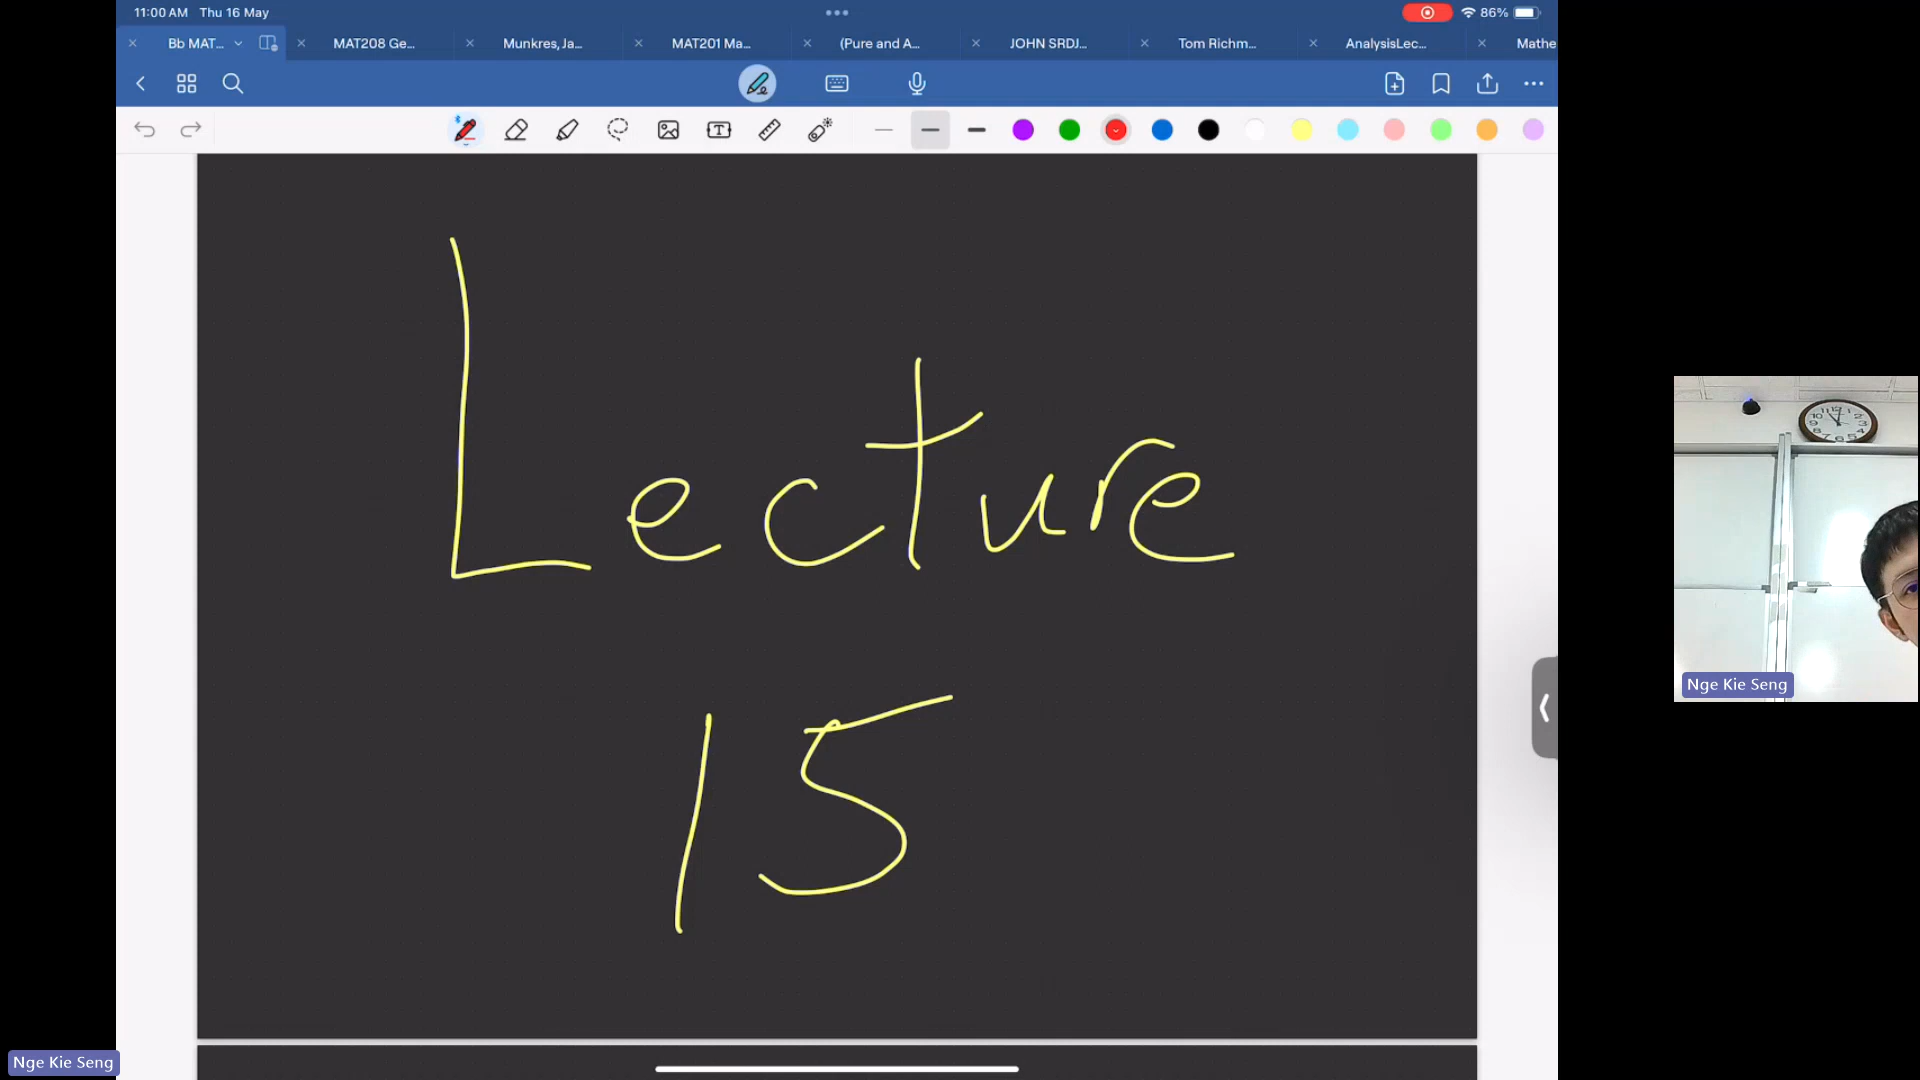 11:00 AM Thu 16 May
86%
Bb MAT...
MAT208 Ge...
Munkres, Ja...
MAT201 Ma...
(Pure and A...
JOHN SRDJ...
Tom Richm...
AnalysisLec...
Mathe
Lecture
15
Nge Kie Seng
Nge Kie Seng